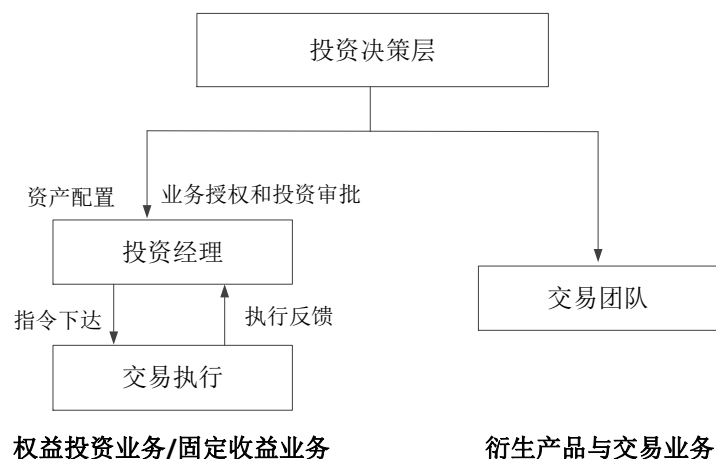 投资决策层
资产配置
业务授权和投资审批
投资经理
交易团队
指令下达
执行反馈
交易执行
权益投资业务/固定收益业务
衍生产品与交易业务